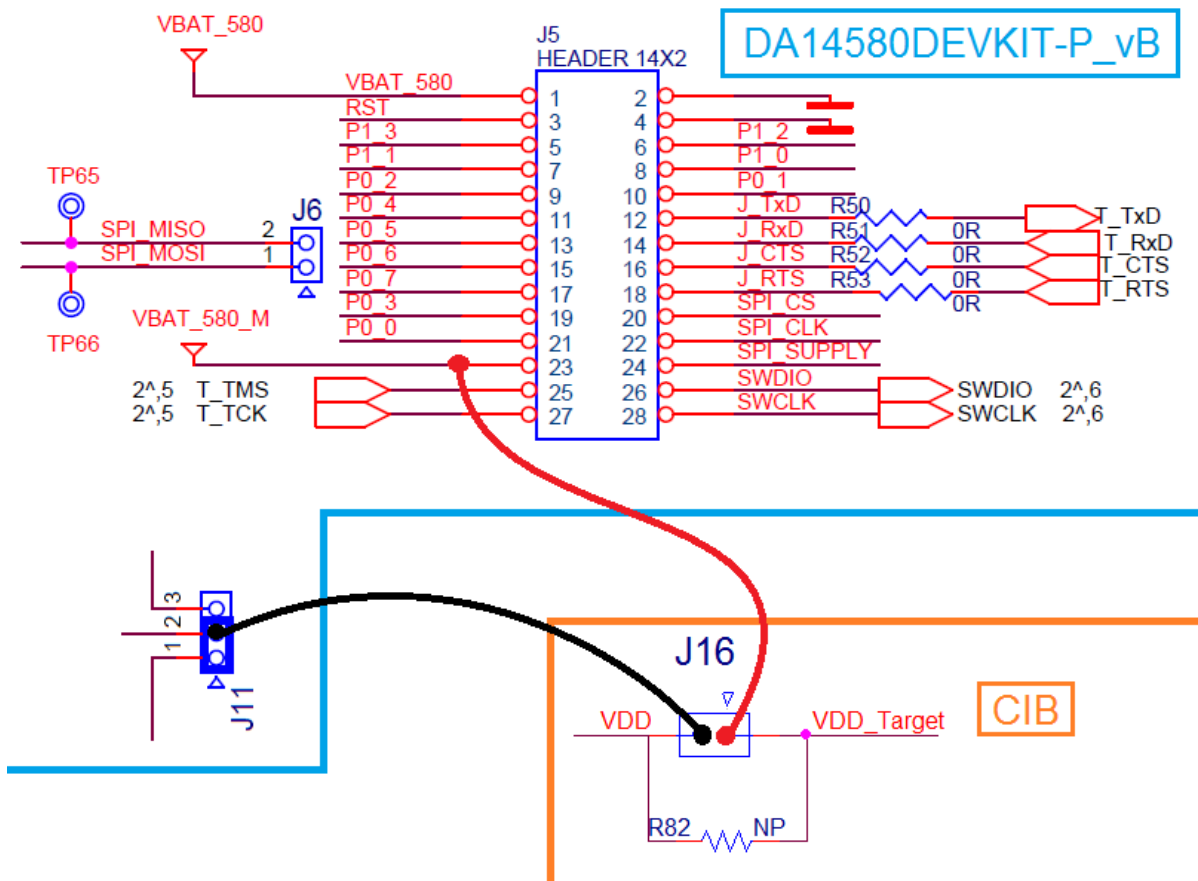 VBAT_580
J5
HEADER 14X2
DA14580DEVKIT-P_vB
VBAT_580 1 2
RST 3 4
P1_3 5 6 P1_2
P1_1 7 8 P1_0
P0_2 9 10 P0_1
P0_4 11 12 J_TxD R50 T_TxD
P0_5 13 14 J_RxD R51 0R T_RxD
P0_6 15 16 J_CTS R52 0R T_CTS
P0_7 17 18 J_RTS R53 0R T_RTS
P0_3 19 20 SPI_CS 0R
P0_0 21 22 SPI_CLK
23 24 SPI_SUPPLY
2^,5 T_TMS 25 26 SWDIO SWDIO 2^,6
2^,5 T_TCK 27 28 SWCLK SWCLK 2^,6
TP65
J6
SPI_MISO 2
SPI_MOSI 1
TP66
VBAT_580_M
3
2
1
J11
J16
VDD VDD_Target
CIB
R82 NP